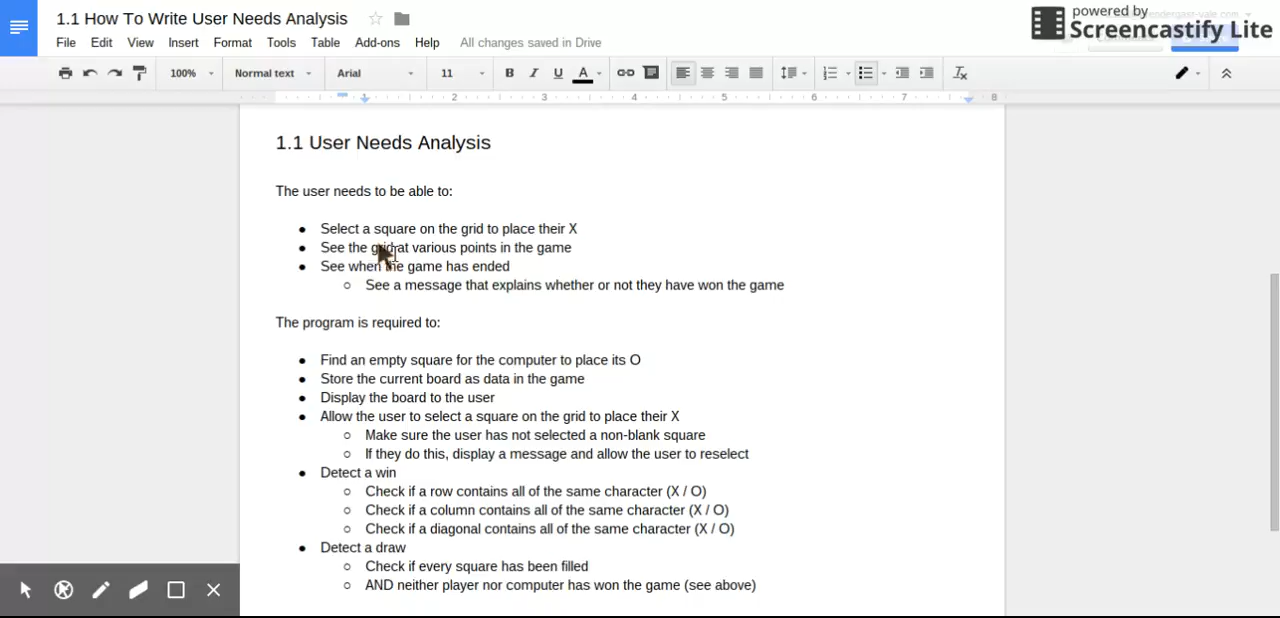 1.1 How To Write User Needs Analysis
powered by
Screencastify Lite
File Edit View Insert Format Tools Table Add-ons Help All changes saved in Drive
100% Normal text Arial 11 B I U A
1 2 3 4 5 6 7 8
1.1 User Needs Analysis
The user needs to be able to:
● Select a square on the grid to place their X
● See the grid at various points in the game
● See when the game has ended
○ See a message that explains whether or not they have won the game
The program is required to:
● Find an empty square for the computer to place its O
● Store the current board as data in the game
● Display the board to the user
● Allow the user to select a square on the grid to place their X
○ Make sure the user has not selected a non-blank square
○ If they do this, display a message and allow the user to reselect
● Detect a win
○ Check if a row contains all of the same character (X / O)
○ Check if a column contains all of the same character (X / O)
○ Check if a diagonal contains all of the same character (X / O)
● Detect a draw
○ Check if every square has been filled
○ AND neither player nor computer has won the game (see above)